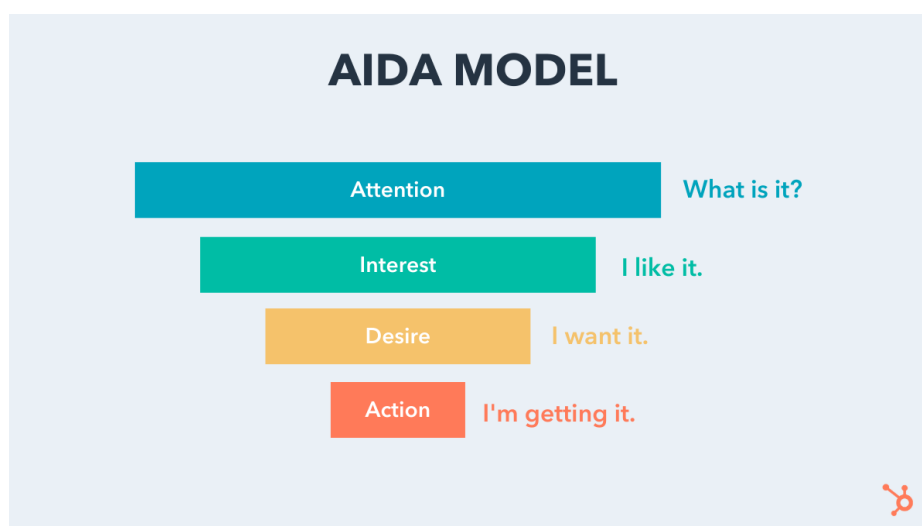 AIDA MODEL
Attention
What is it?
Interest
I like it.
Desire
I want it.
Action
I'm getting it.